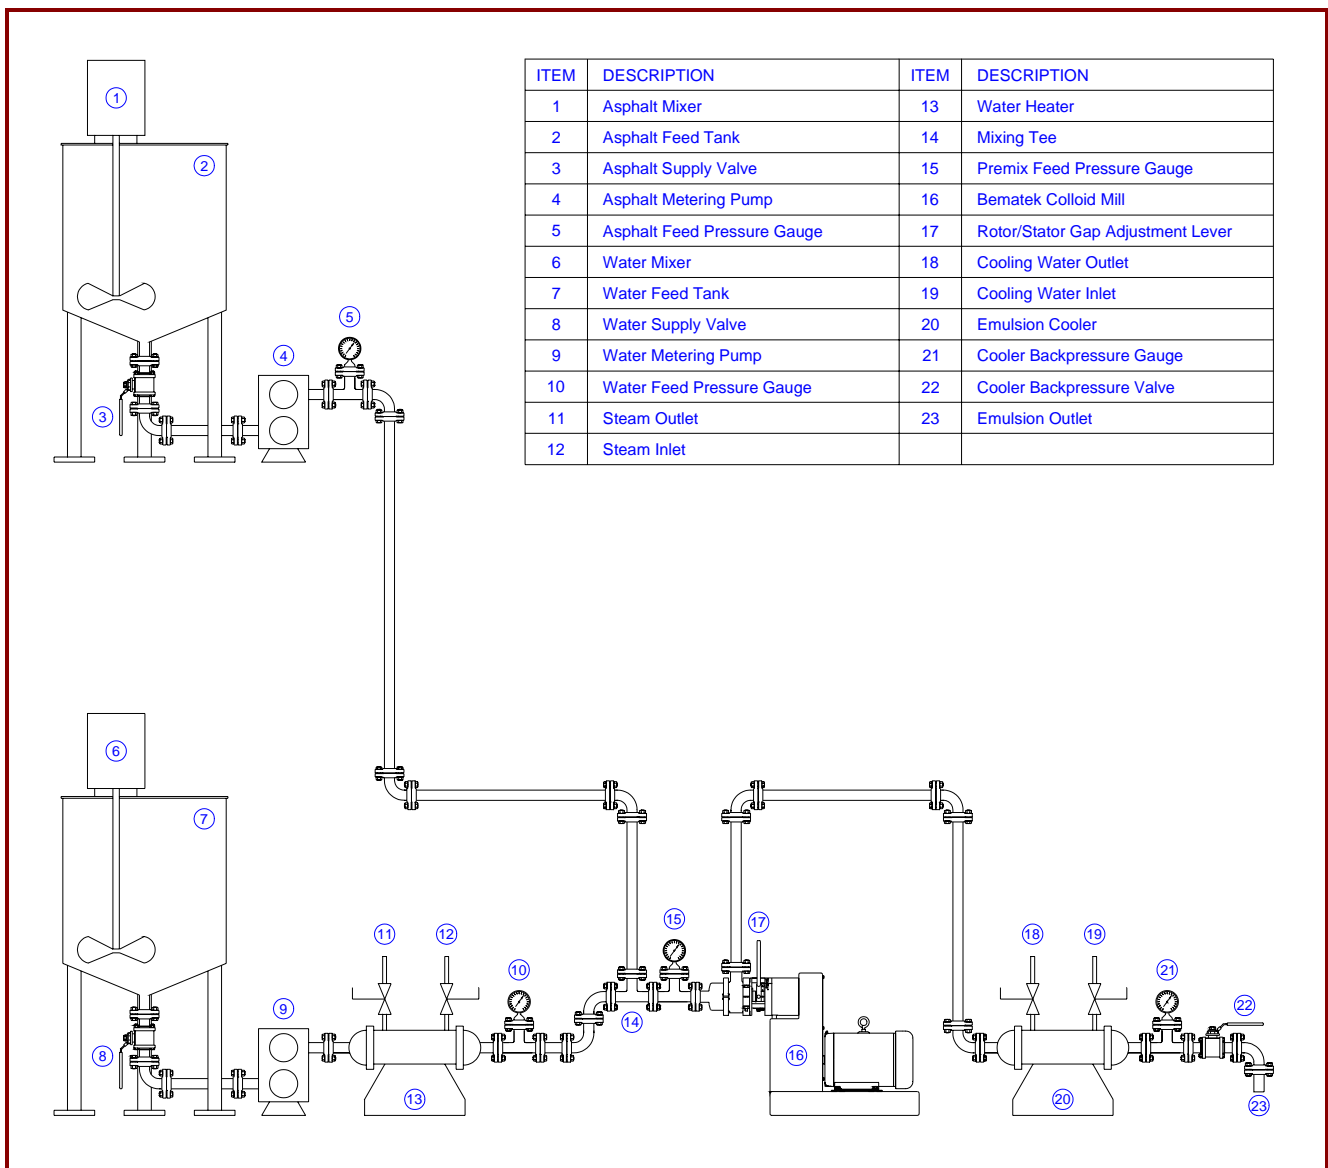 ITEM DESCRIPTION ITEM DESCRIPTION
1 Asphalt Mixer 13 Water Heater
2 Asphalt Feed Tank 14 Mixing Tee
3 Asphalt Supply Valve 15 Premix Feed Pressure Gauge
4 Asphalt Metering Pump 16 Bematek Colloid Mill
5 Asphalt Feed Pressure Gauge 17 Rotor/Stator Gap Adjustment Lever
6 Water Mixer 18 Cooling Water Outlet
7 Water Feed Tank 19 Cooling Water Inlet
8 Water Supply Valve 20 Emulsion Cooler
9 Water Metering Pump 21 Cooler Backpressure Gauge
10 Water Feed Pressure Gauge 22 Cooler Backpressure Valve
11 Steam Outlet 23 Emulsion Outlet
12 Steam Inlet
1
2
5
4
3
6
7
15
17
11
12
18
19
10
21
9
22
14
8
16
13
20
23